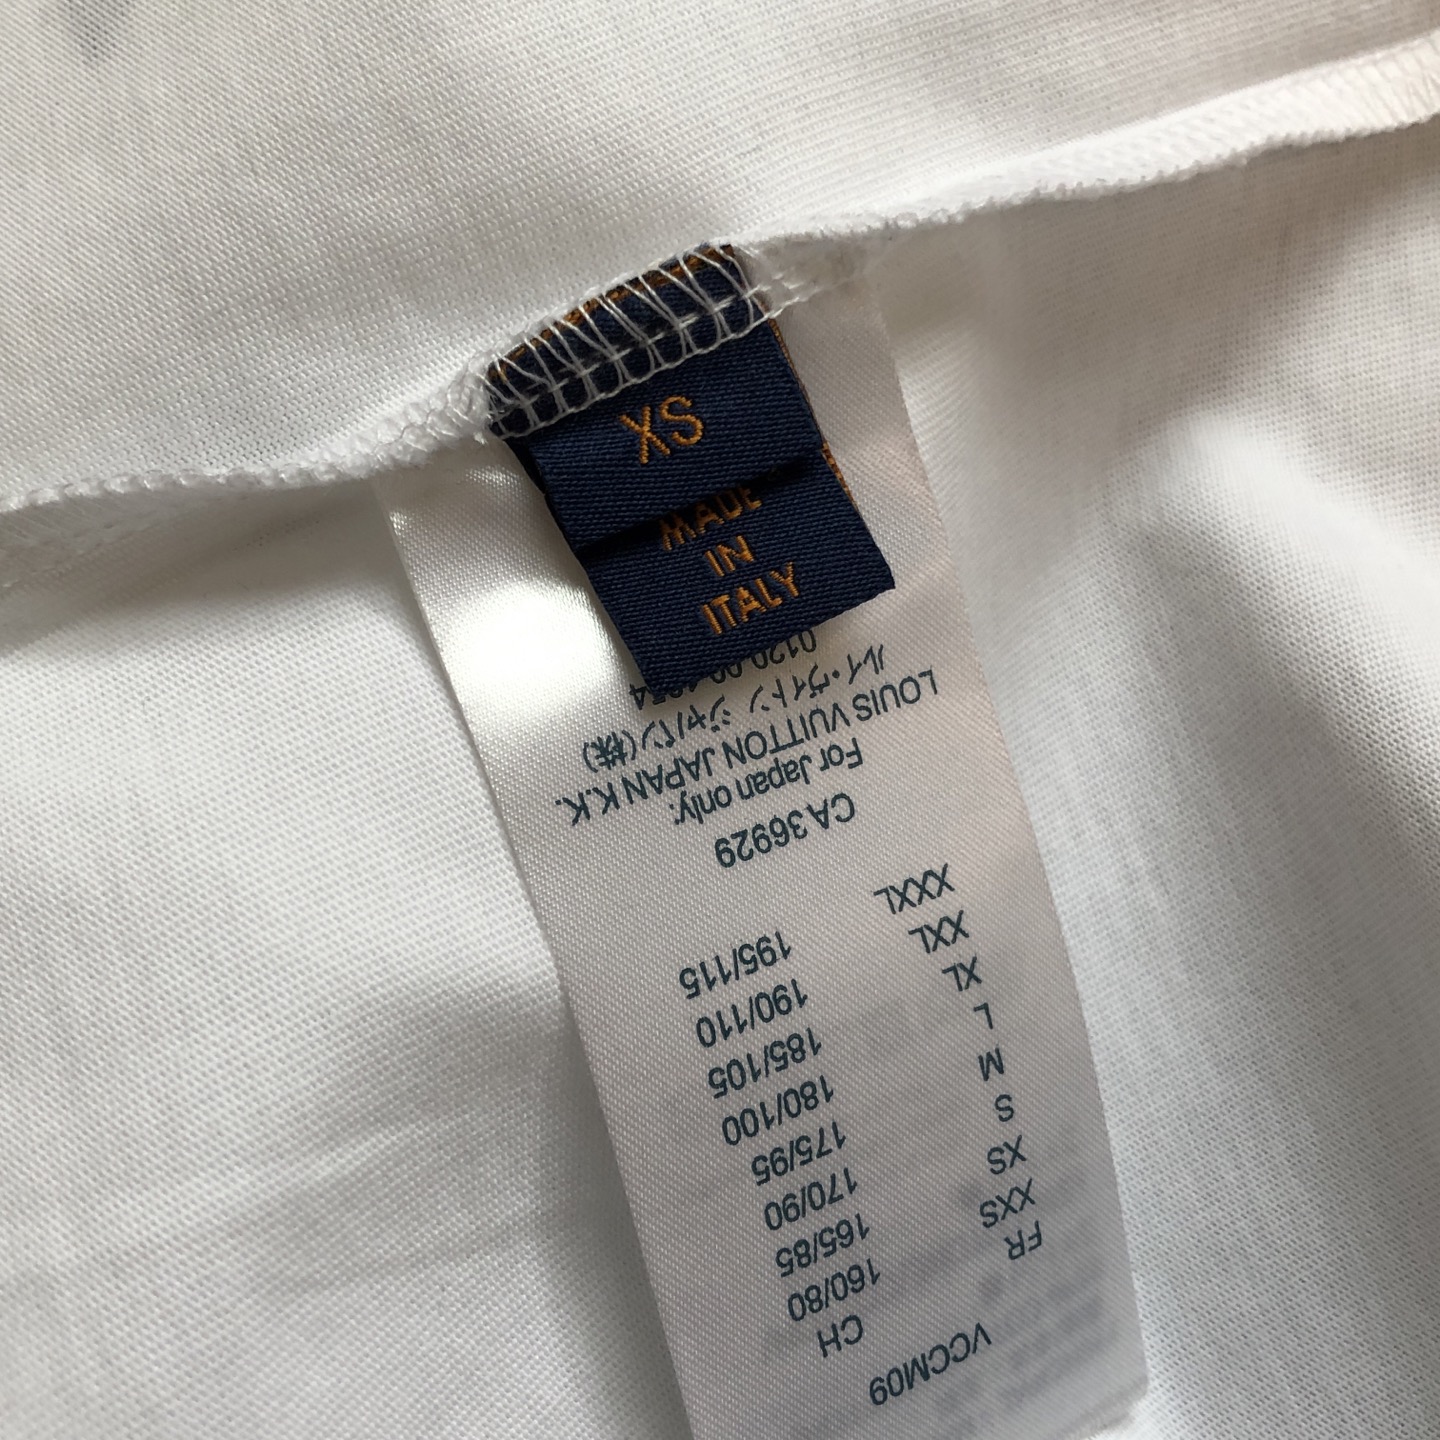 XS
MADE
IN
ITALY
VCCM09
FR CH
XXS 160/80
XS 165/85
S 170/90
M 175/95
L 180/100
XL 185/105
XXL 190/110
XXXL 195/115
CA 36929
For Japan only:
LOUIS VUITTON JAPAN K.K.
ルイ・ヴィトン ジャパン(株)
0120